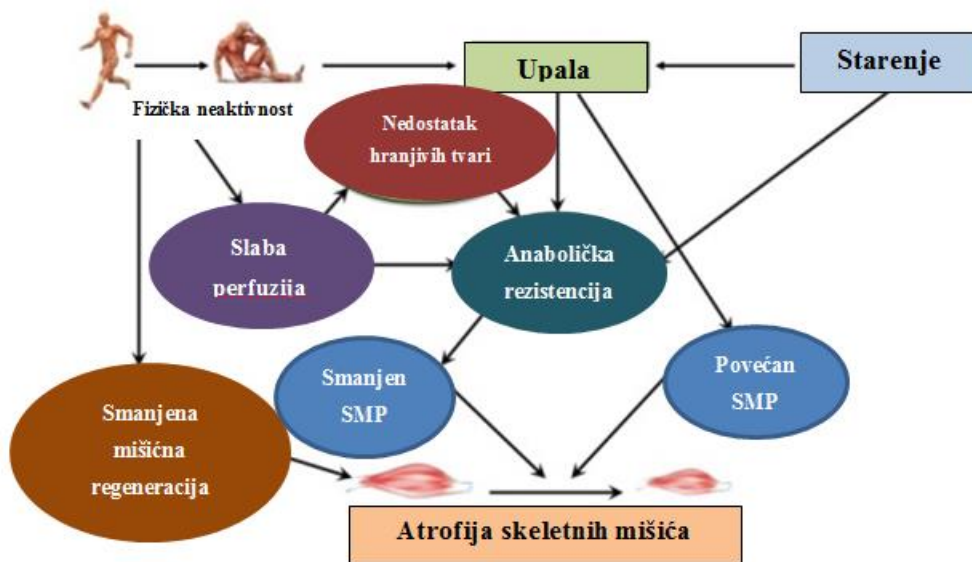 Upala
Starenje
Fizička neaktivnost
Nedostatak
hranjivih tvari
Slaba
perfuzija
Anabolička
rezistencija
Smanjen
SMP
Povećan
SMP
Smanjena
mišićna
regeneracija
Atrofija skeletnih mišića